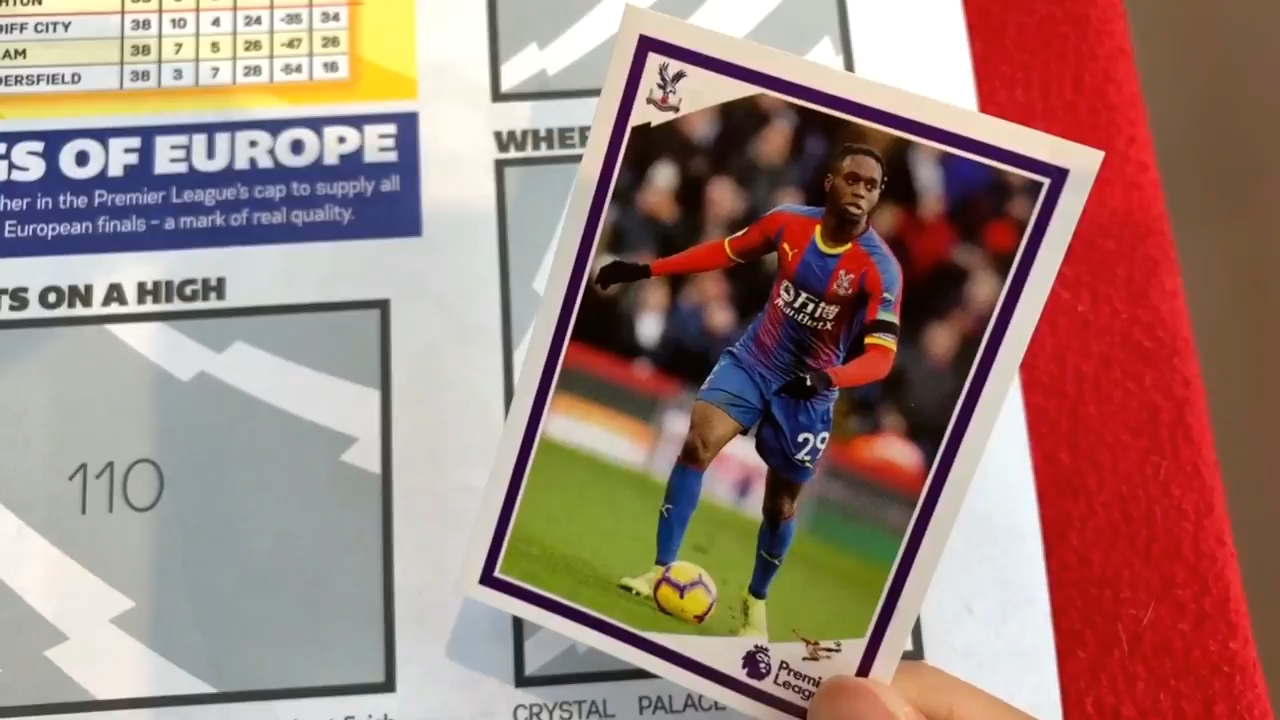 HTON
DIFF CITY 38 10 4 24 -35 34
AM 38 7 5 26 -47 26
DERSFIELD 38 3 7 28 -54 16
GS OF EUROPE
her in the Premier League's cap to supply all
European finals – a mark of real quality.
TS ON A HIGH
110
WHER
万博
ManBetX
29
Premi
Leagu
CRYSTAL PALACE